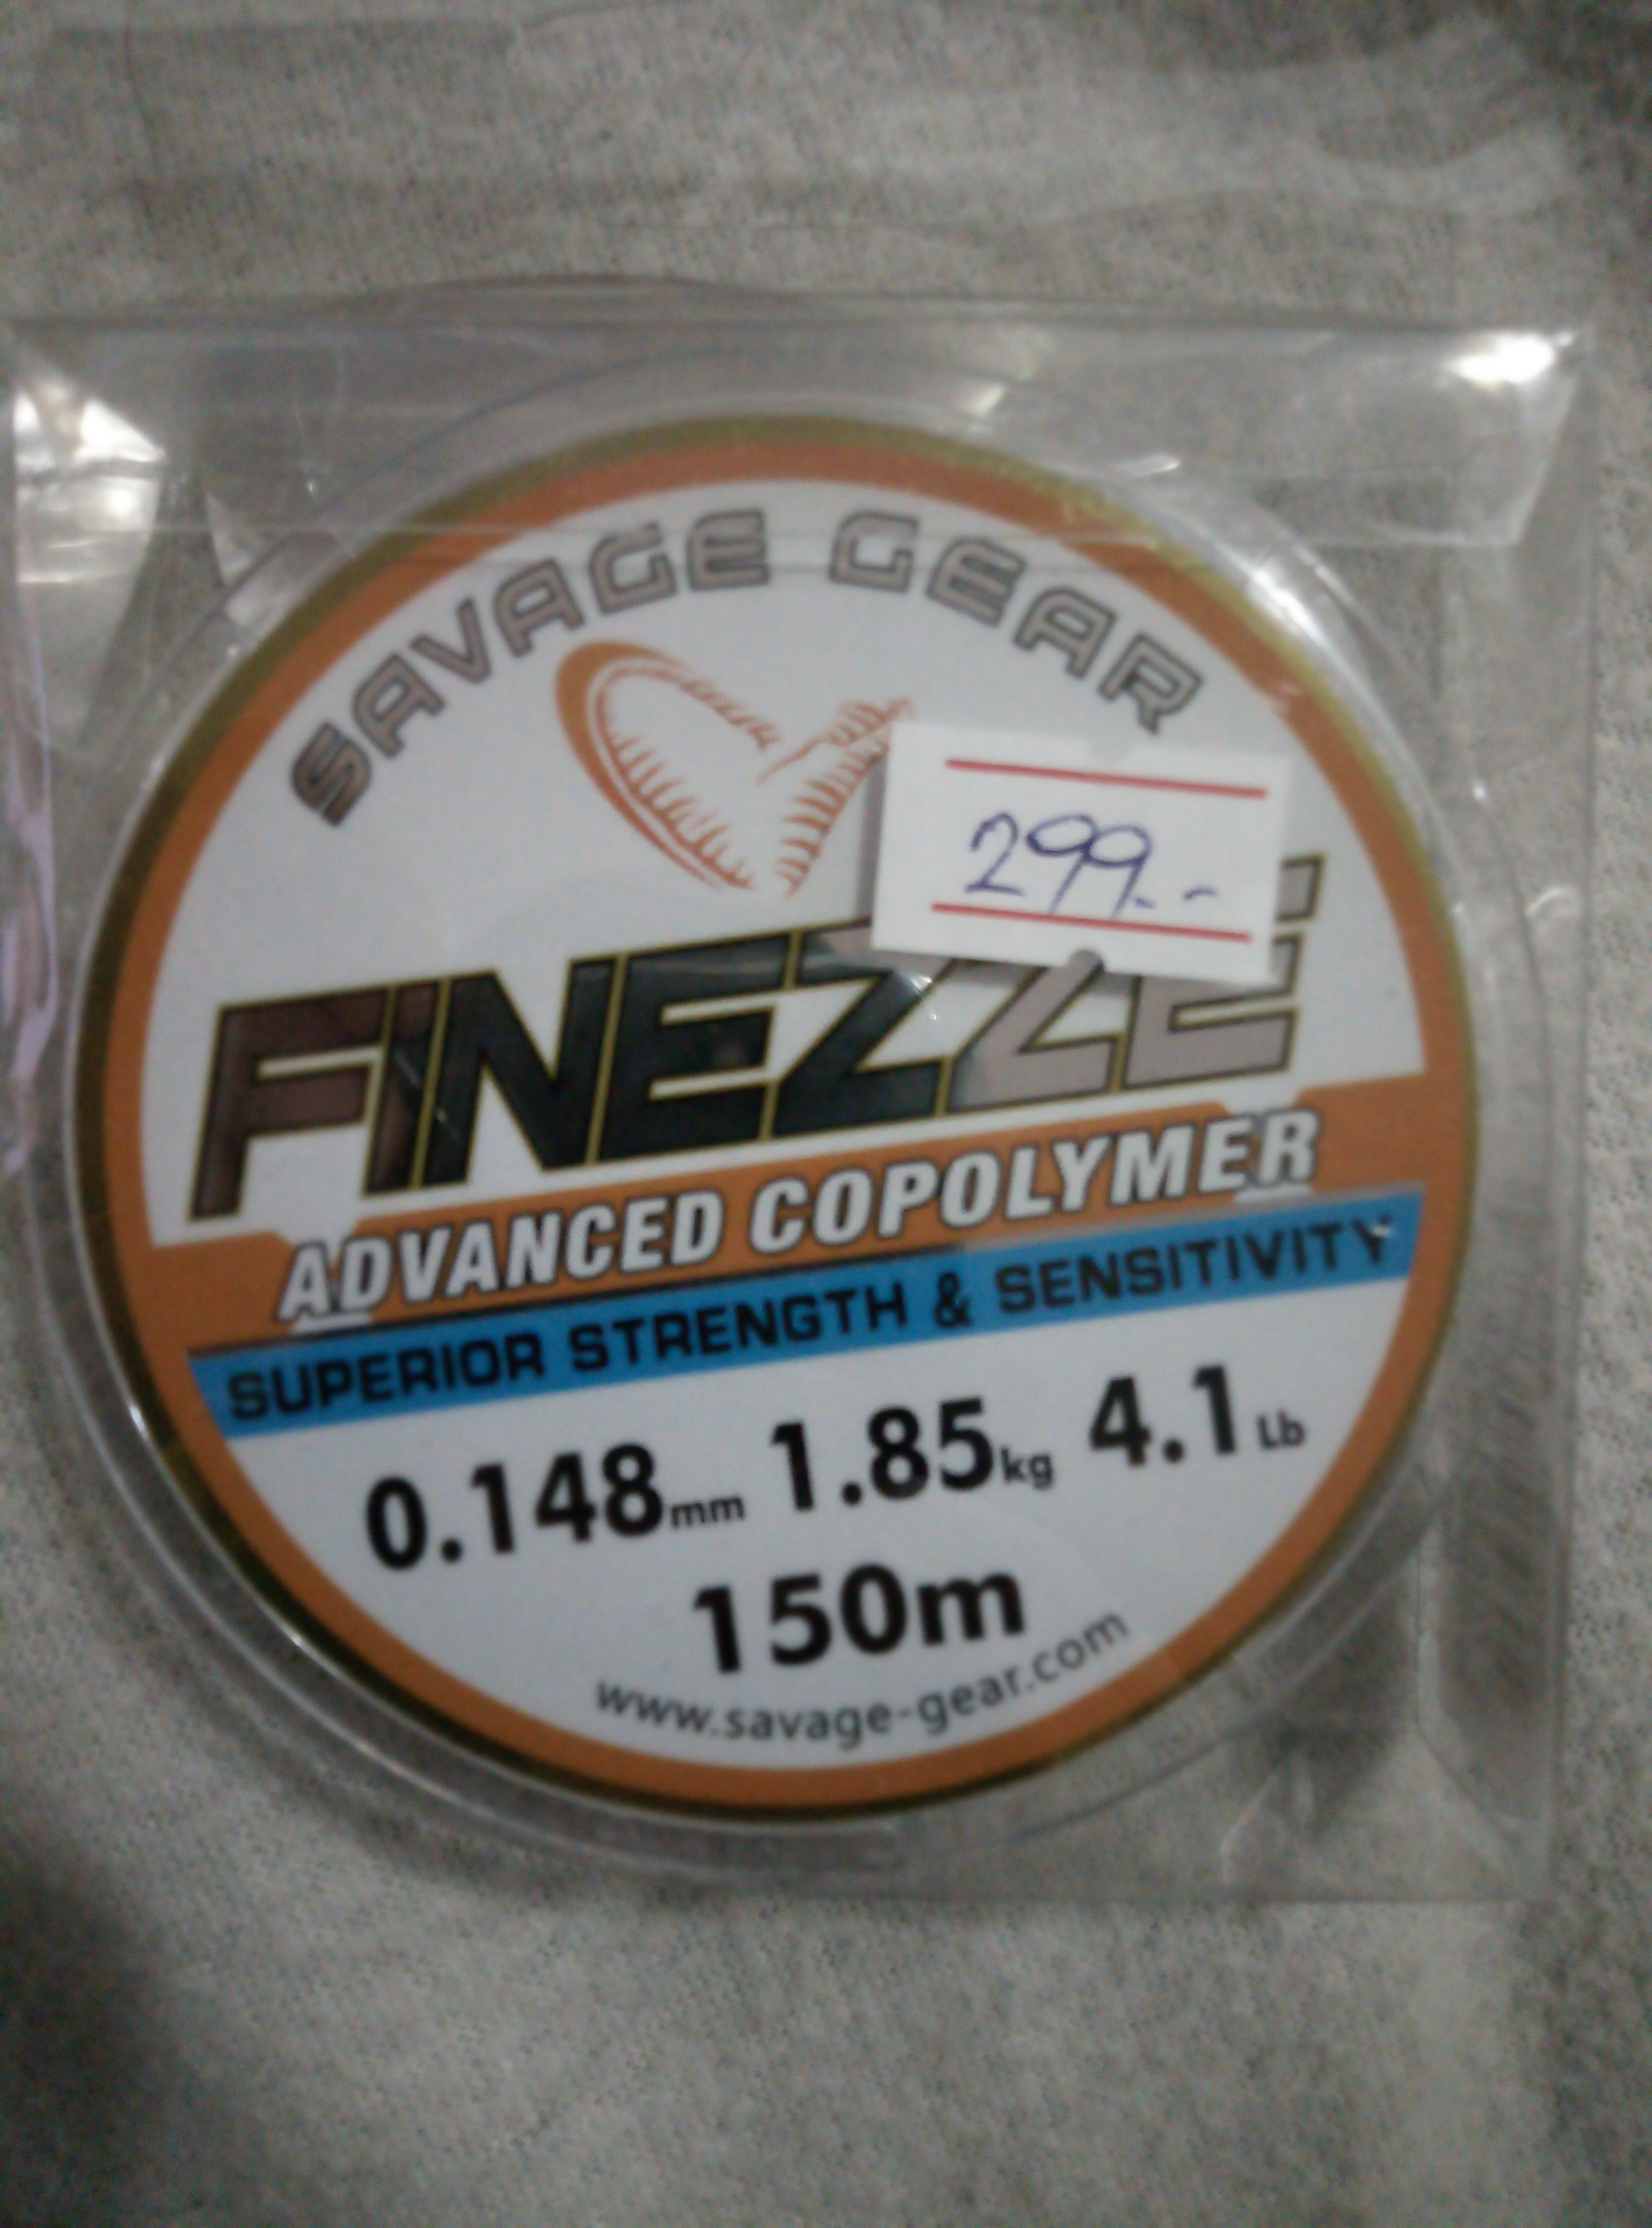 SAVAGE GEAR
299.-
FINEZZE
ADVANCED COPOLYMER
SUPERIOR STRENGTH & SENSITIVITY
0.148mm 1.85kg 4.1Lb
150m
www.savage-gear.com